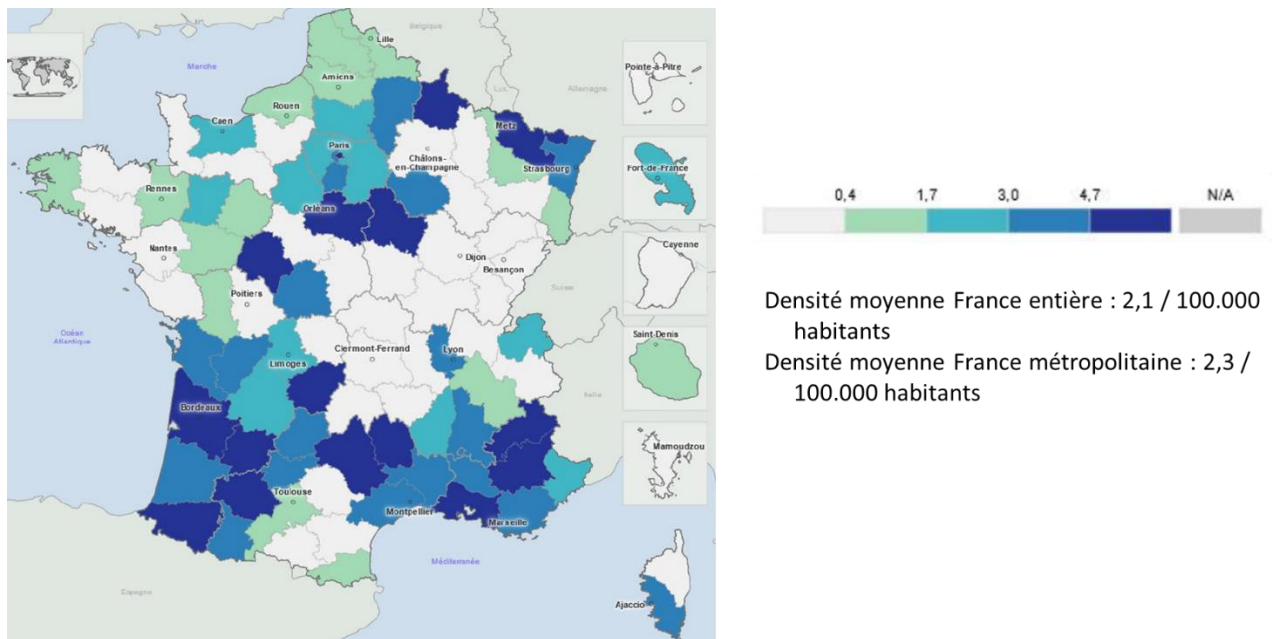 Belgique
Lille
Marche
Amiens
Lux.
Allemagne
Rouen
Caen
Metz
Paris
Châlons-
en-Champagne
Strasbourg
Rennes
Orléans
Nantes
Dijon
Besançon
Poitiers
Suisse
Océan
Atlantique
Clermont-Ferrand
Lyon
Limoges
Italie
Bordeaux
Toulouse
Montpellier
Marseille
Méditerranée
Espagne
Ajaccio
Pointe-à-Pitre
Fort-de-France
Cayenne
Saint-Denis
Mamoudzou
0,4 1,7 3,0 4,7 N/A
Densité moyenne France entière : 2,1 / 100.000
habitants
Densité moyenne France métropolitaine : 2,3 /
100.000 habitants